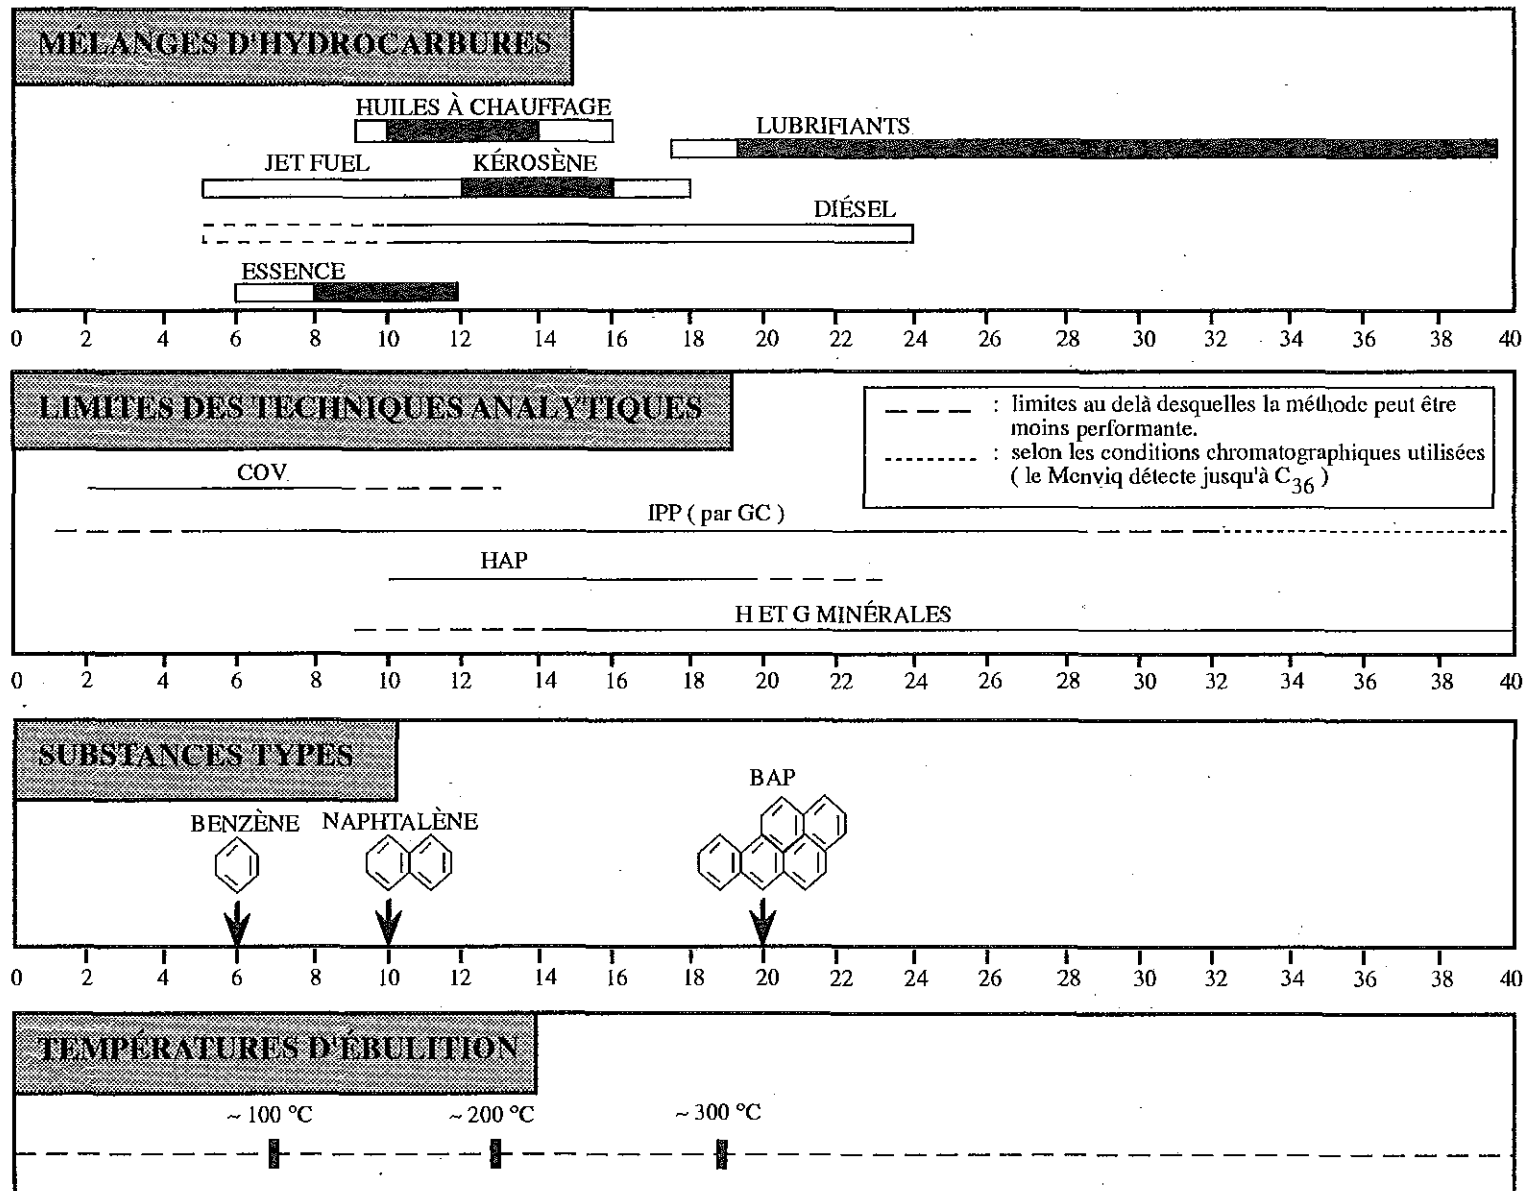 MÉLANGES D'HYDROCARBURES
HUILES À CHAUFFAGE
LUBRIFIANTS
JET FUEL KÉROSÈNE
DIÉSEL
ESSENCE
0 2 4 6 8 10 12 14 16 18 20 22 24 26 28 30 32 34 36 38 40
LIMITES DES TECHNIQUES ANALYTIQUES
: limites au delà desquelles la méthode peut être
moins performante.
: selon les conditions chromatographiques utilisées
( le Menviq détecte jusqu'à C36 )
COV
IPP ( par GC )
HAP
H ET G MINÉRALES
0 2 4 6 8 10 12 14 16 18 20 22 24 26 28 30 32 34 36 38 40
SUBSTANCES TYPES
BAP
BENZÈNE NAPHTALÈNE
0 2 4 6 8 10 12 14 16 18 20 22 24 26 28 30 32 34 36 38 40
TEMPÉRATURES D'ÉBULITION
~ 100 °C ~ 200 °C ~ 300 °C